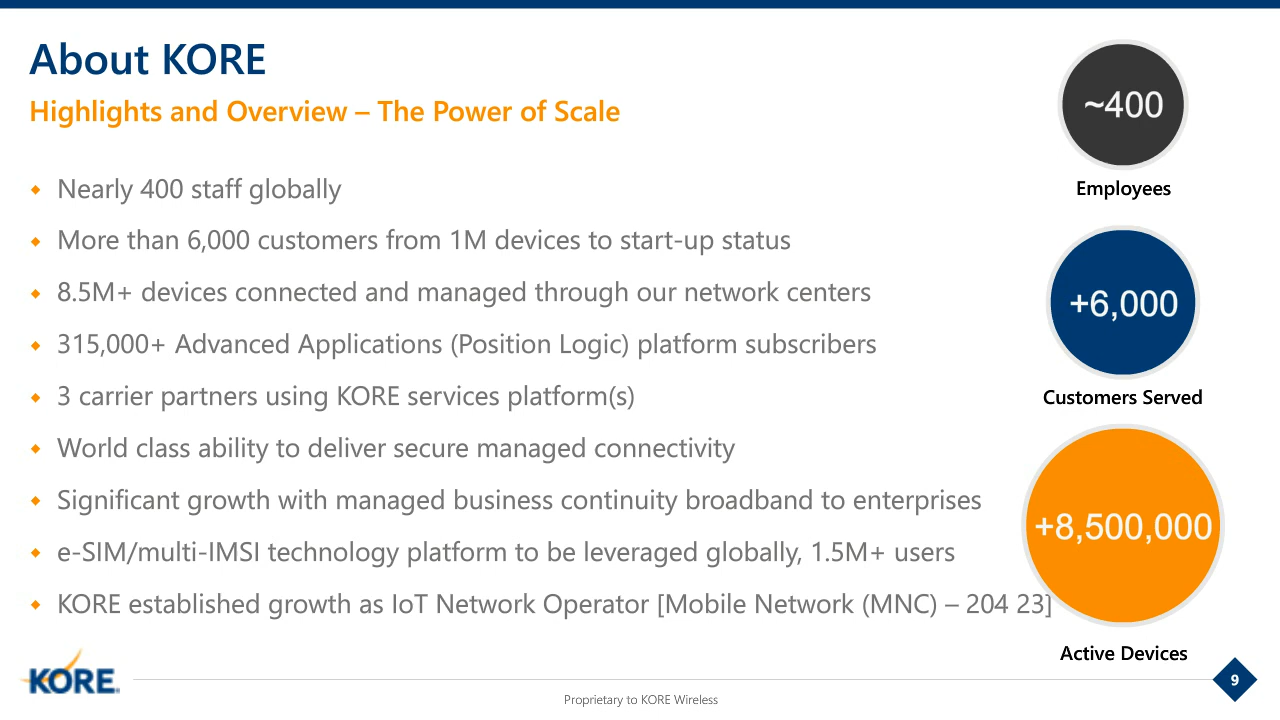 About KORE
Highlights and Overview – The Power of Scale
Nearly 400 staff globally
More than 6,000 customers from 1M devices to start-up status
8.5M+ devices connected and managed through our network centers
315,000+ Advanced Applications (Position Logic) platform subscribers
3 carrier partners using KORE services platform(s)
World class ability to deliver secure managed connectivity
Significant growth with managed business continuity broadband to enterprises
e-SIM/multi-IMSI technology platform to be leveraged globally, 1.5M+ users
KORE established growth as IoT Network Operator [Mobile Network (MNC) – 204 23]
~400
Employees
+6,000
Customers Served
+8,500,000
Active Devices
KORE
Proprietary to KORE Wireless
9